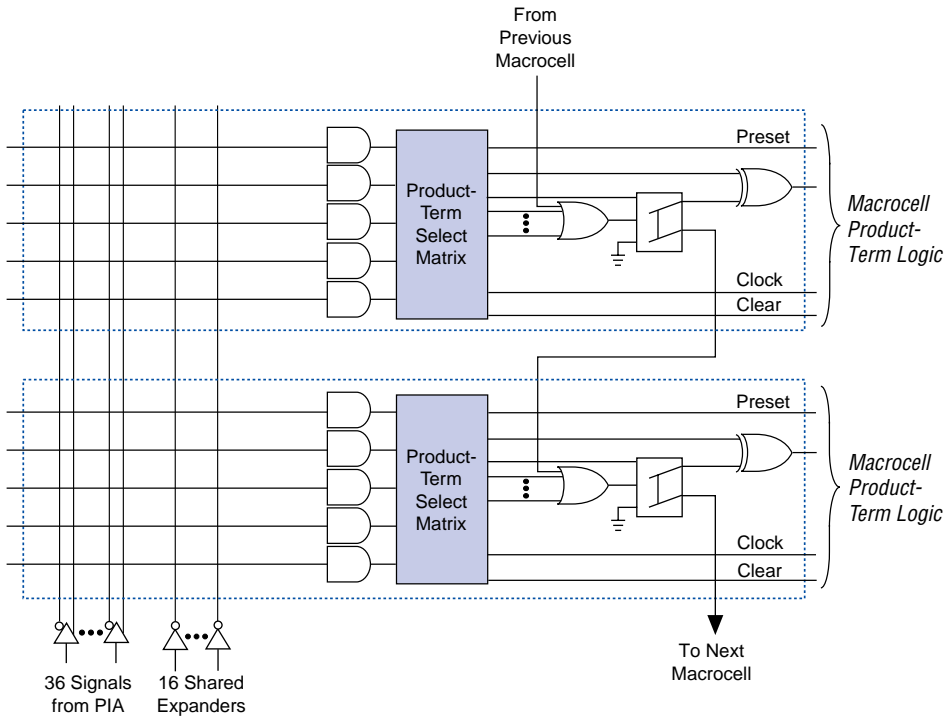 From
Previous
Macrocell
Preset
Product-
Term
Select
Matrix
Macrocell
Product-
Term Logic
Clock
Clear
Preset
Product-
Term
Select
Matrix
Macrocell
Product-
Term Logic
Clock
Clear
36 Signals
from PIA
16 Shared
Expanders
To Next
Macrocell